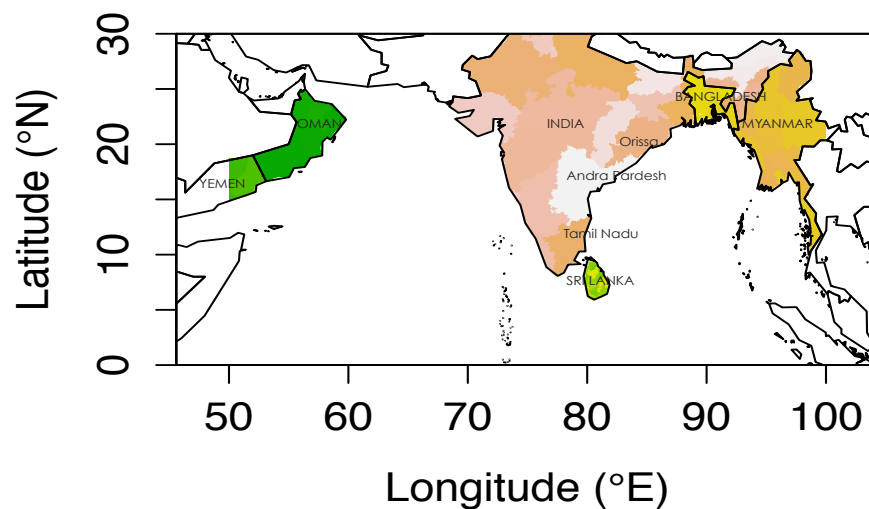 30
20
10
0
Latitude (°N)
OMAN
YEMEN
INDIA
BANGLADESH
MYANMAR
Orissa
Andra Pardesh
Tamil Nadu
SRI LANKA
50 60 70 80 90 100
Longitude (°E)